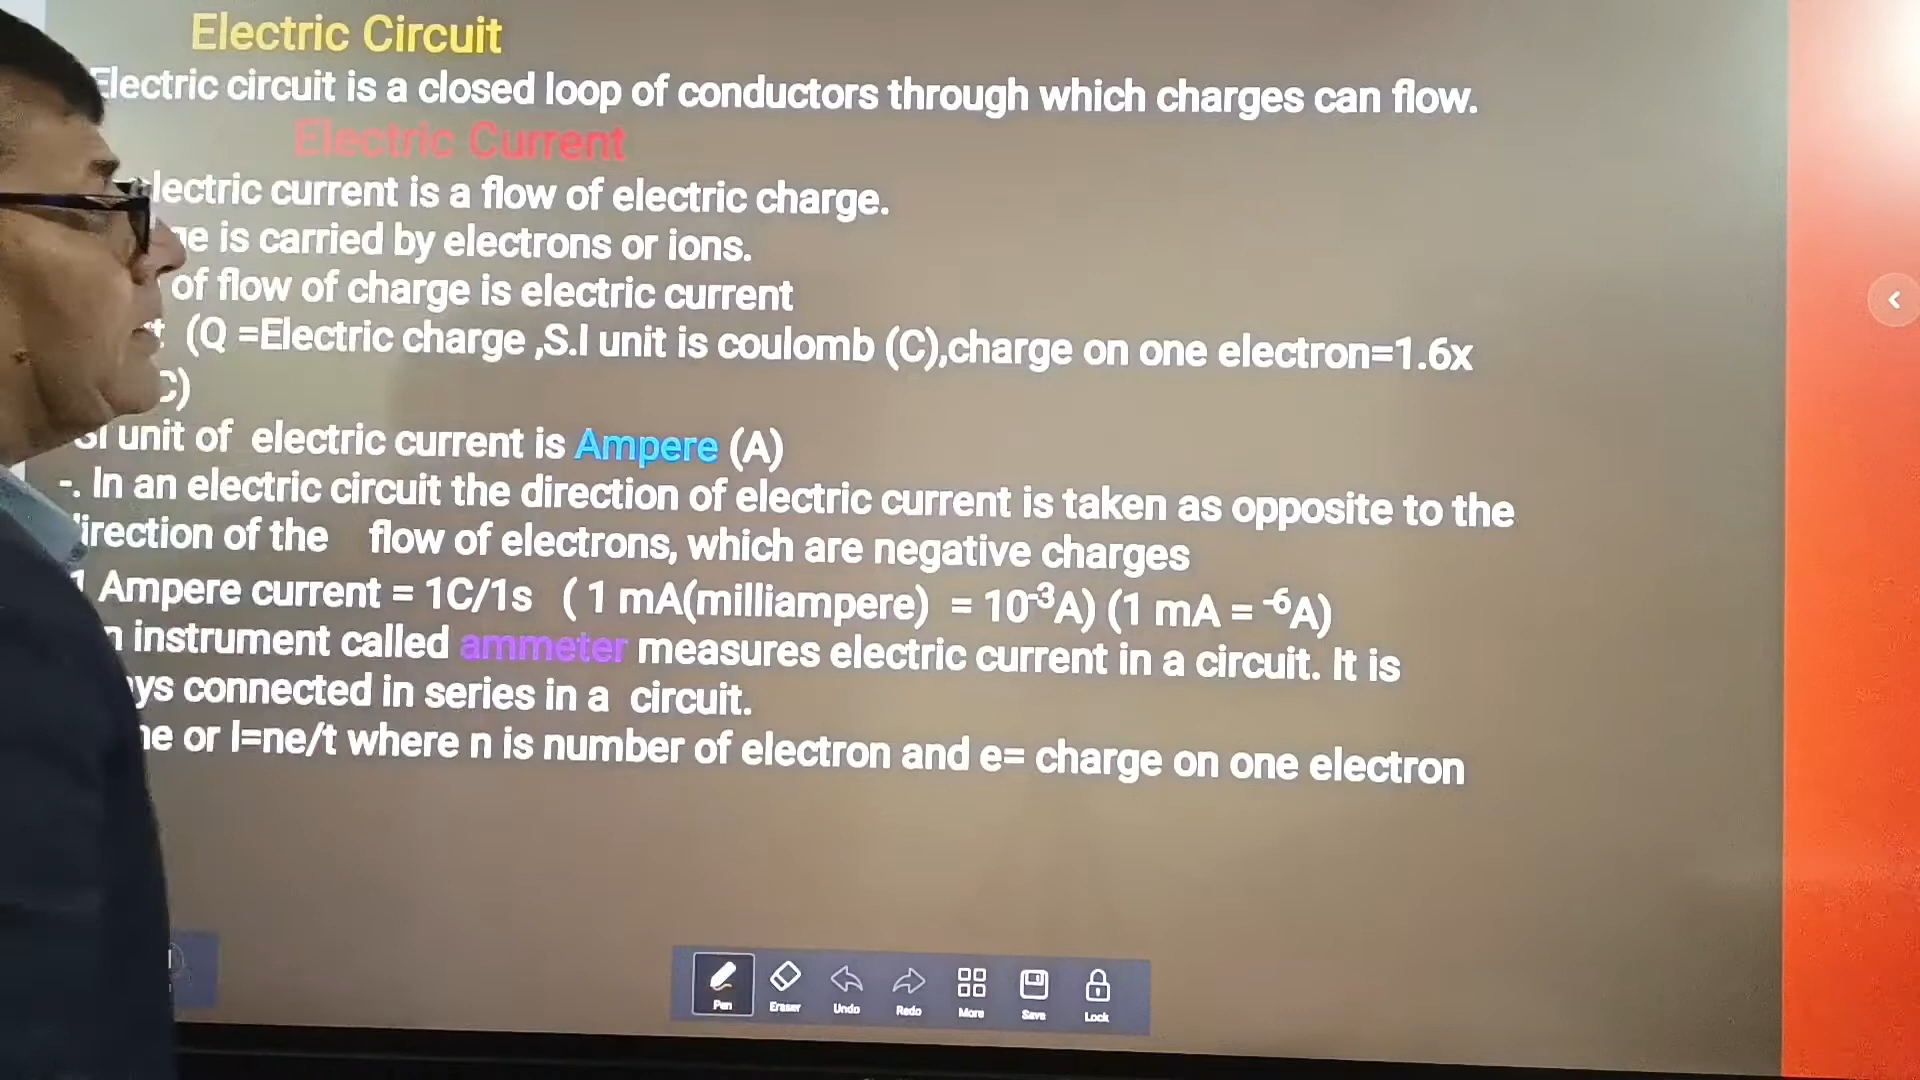 Electric Circuit
Electric circuit is a closed loop of conductors through which charges can flow.
Electric Current
lectric current is a flow of electric charge.
is carried by electrons or ions.
of flow of charge is electric current
(Q =Electric charge ,S.I unit is coulomb (C),charge on one electron=1.6x
C)
SI unit of electric current is Ampere (A)
-. In an electric circuit the direction of electric current is taken as opposite to the
irection of the flow of electrons, which are negative charges
1 Ampere current = 1C/1s ( 1 mA(milliampere) = 10⁻³A) (1 mA = ⁻⁶A)
n instrument called ammeter measures electric current in a circuit. It is
ys connected in series in a circuit.
ne or I=ne/t where n is number of electron and e= charge on one electron
Pen Eraser Undo Redo More Save Lock